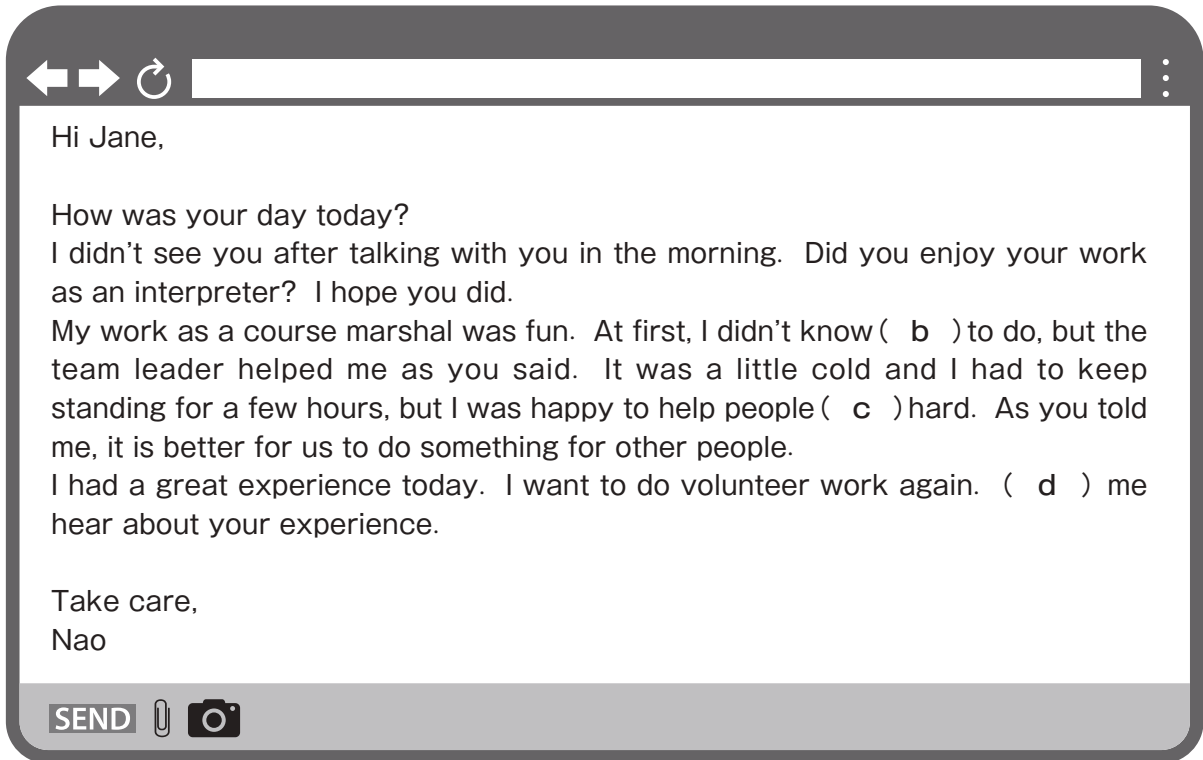 Hi Jane,
How was your day today?
I didn't see you after talking with you in the morning. Did you enjoy your work
as an interpreter? I hope you did.
My work as a course marshal was fun. At first, I didn't know ( b ) to do, but the
team leader helped me as you said. It was a little cold and I had to keep
standing for a few hours, but I was happy to help people ( c ) hard. As you told
me, it is better for us to do something for other people.
I had a great experience today. I want to do volunteer work again. ( d ) me
hear about your experience.
Take care,
Nao
SEND